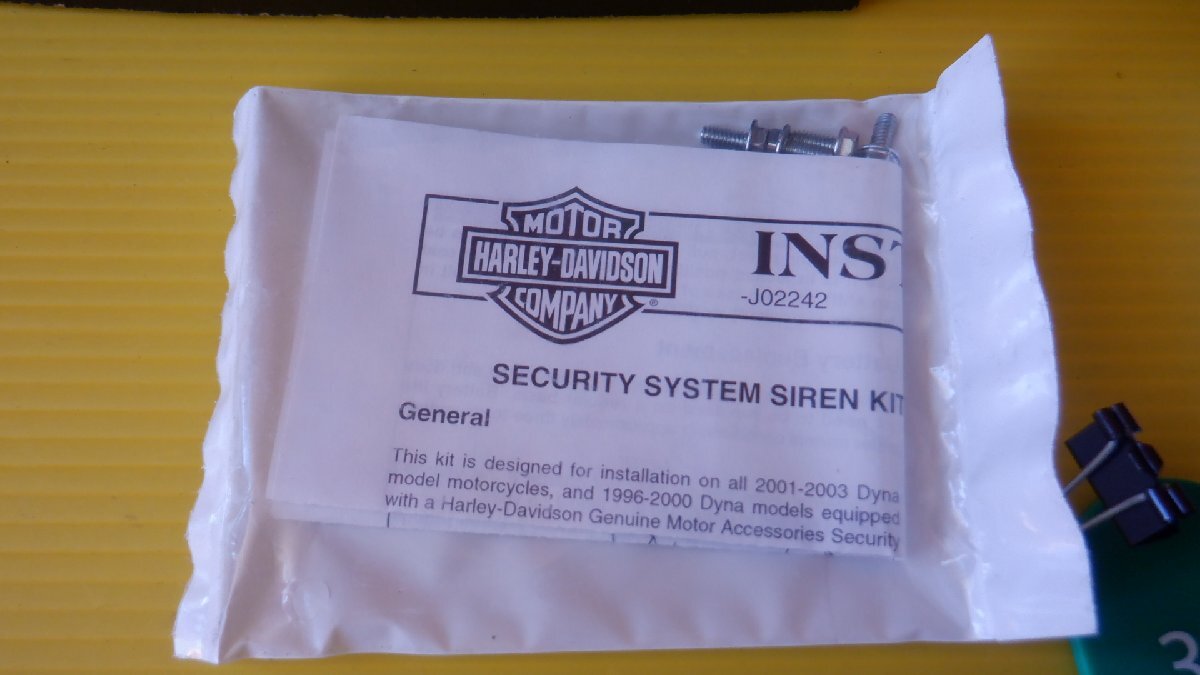 MOTOR
HARLEY-DAVIDSON
COMPANY
®
INST
-J02242
SECURITY SYSTEM SIREN KIT
General
This kit is designed for installation on all 2001-2003 Dyna
model motorcycles, and 1996-2000 Dyna models equipped
with a Harley-Davidson Genuine Motor Accessories Security
3